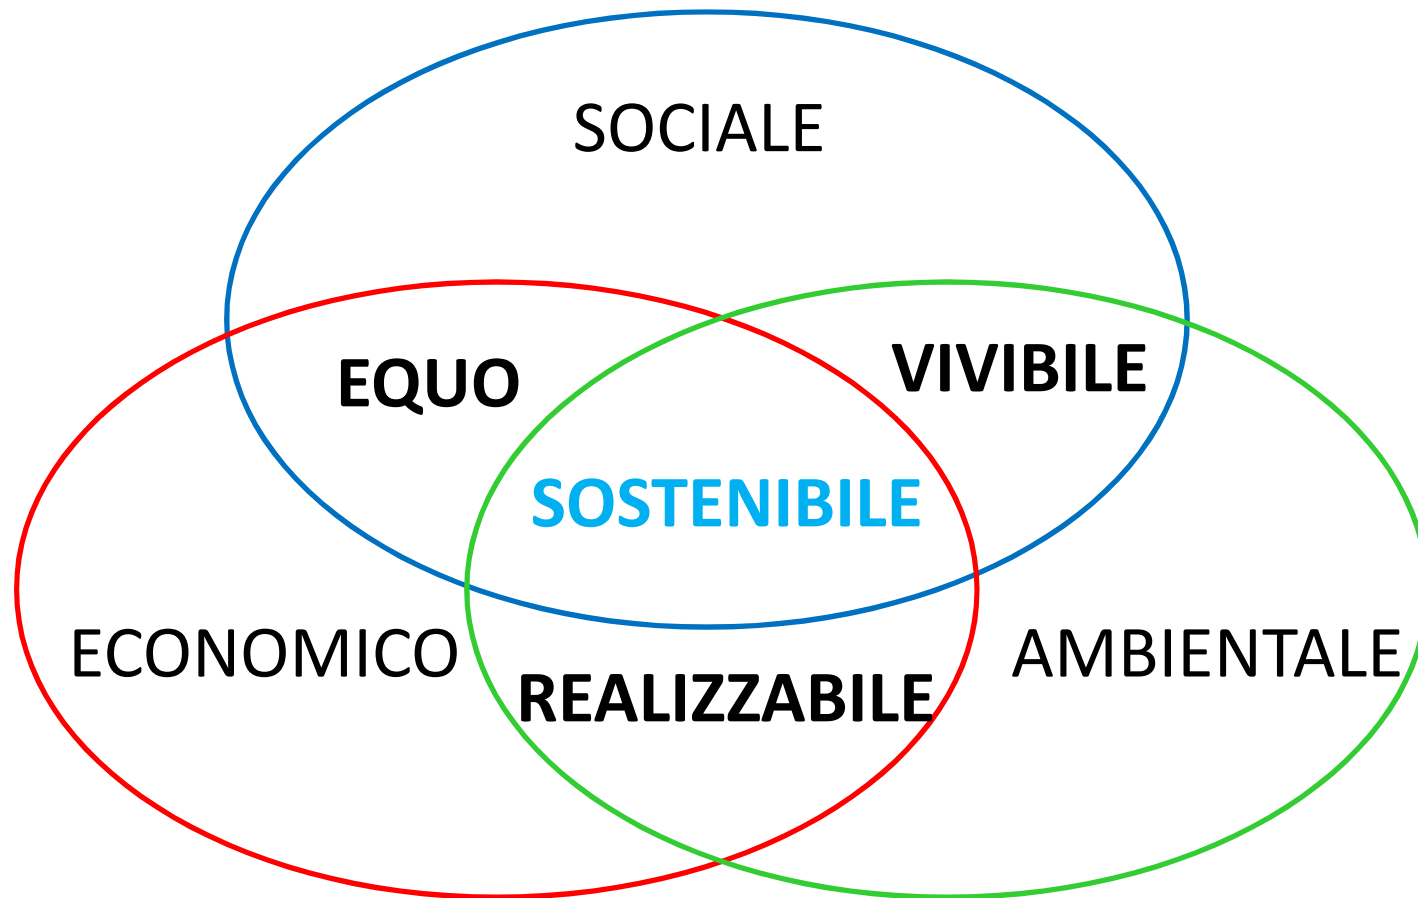 SOCIALE
EQUO
VIVIBILE
SOSTENIBILE
ECONOMICO
AMBIENTALE
REALIZZABILE